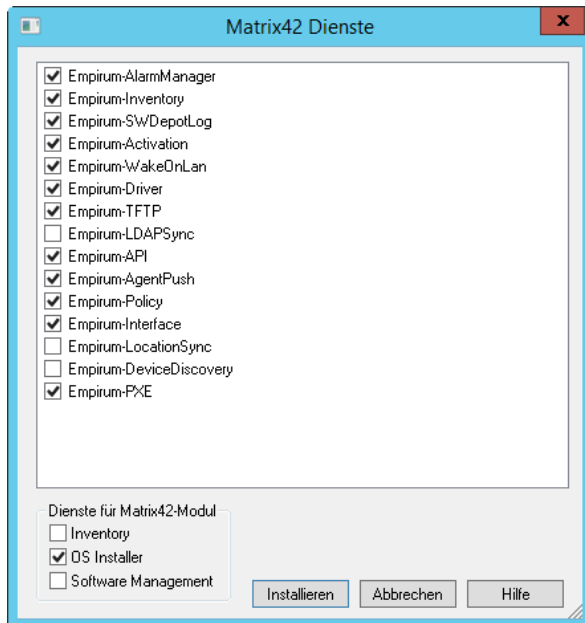 Matrix42 Dienste
x
Empirum-AlarmManager
Empirum-Inventory
Empirum-SWDepotLog
Empirum-Activation
Empirum-WakeOnLan
Empirum-Driver
Empirum-TFTP
Empirum-LDAPSync
Empirum-API
Empirum-AgentPush
Empirum-Policy
Empirum-Interface
Empirum-LocationSync
Empirum-DeviceDiscovery
Empirum-PXE
Dienste für Matrix42-Modul
Inventory
OS Installer
Software Management
Installieren
Abbrechen
Hilfe